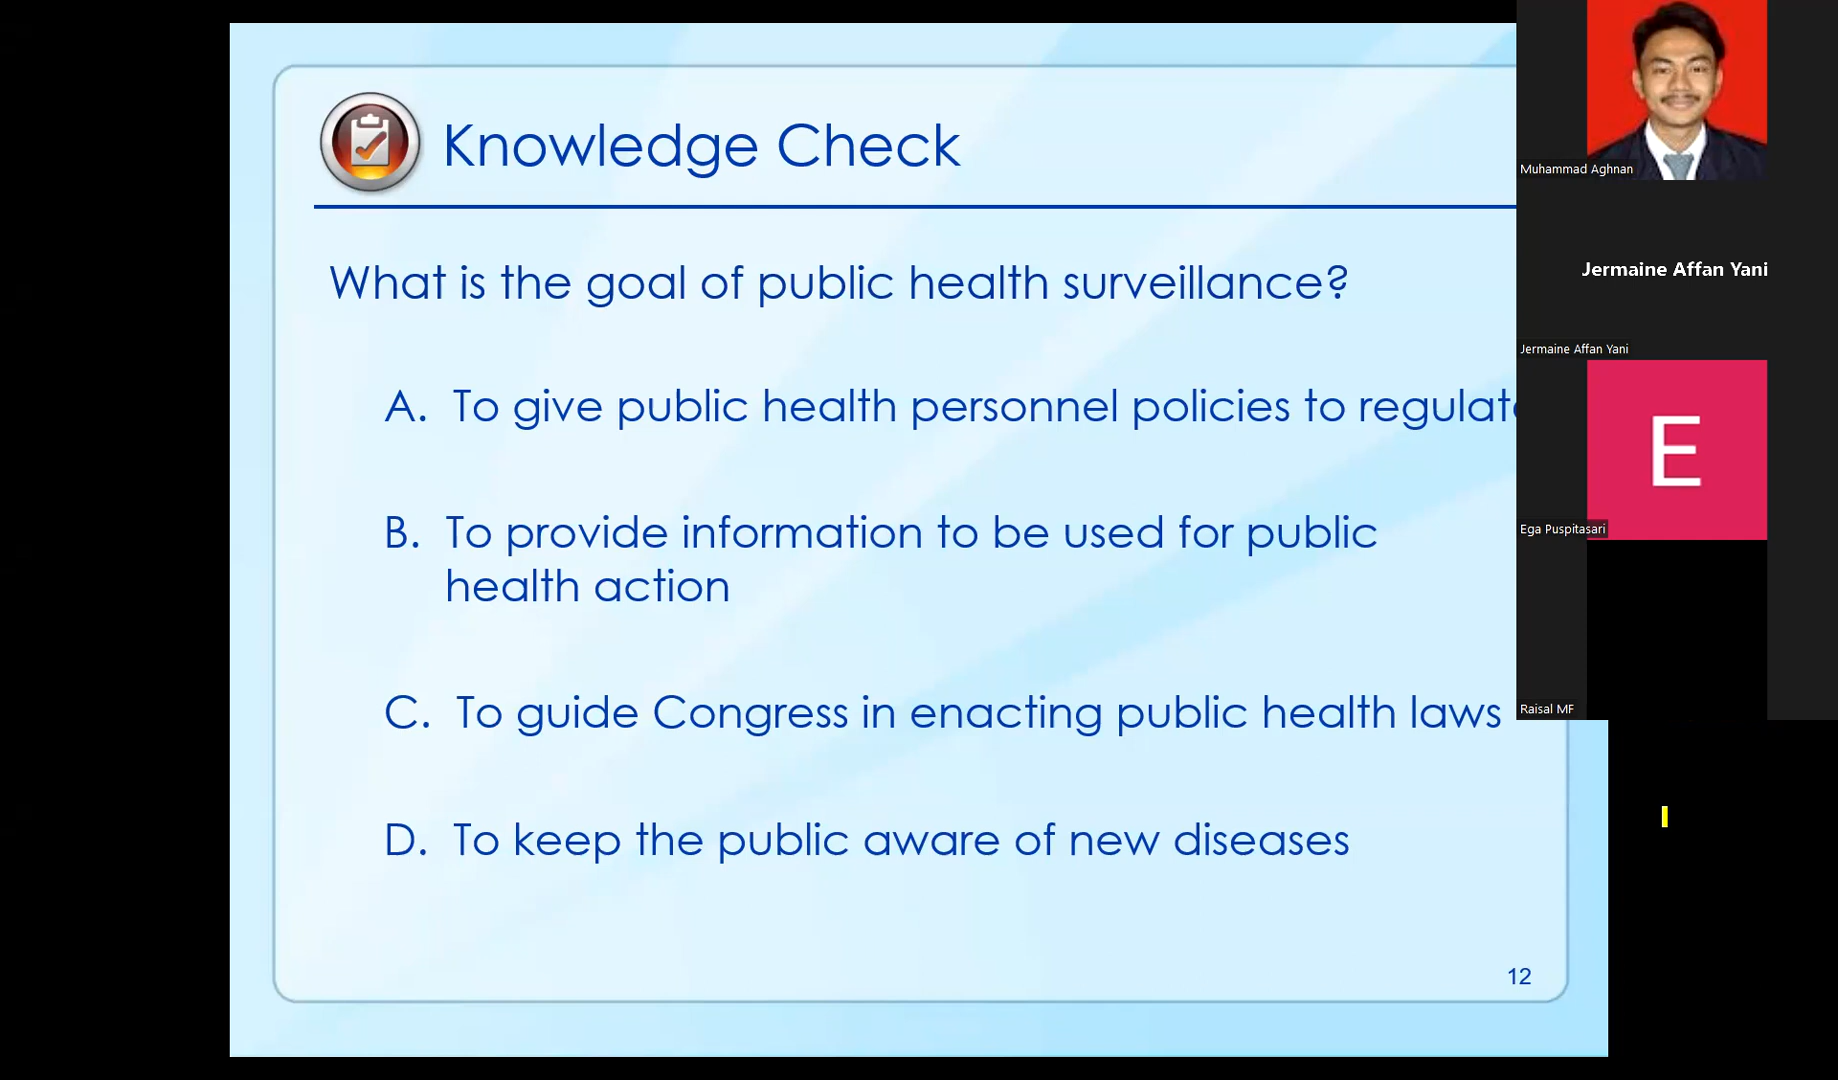 Knowledge Check
What is the goal of public health surveillance?
A. To give public health personnel policies to regulate
B. To provide information to be used for public
health action
C. To guide Congress in enacting public health laws
D. To keep the public aware of new diseases
12
Muhammad Aghnan
Jermaine Affan Yani
Jermaine Affan Yani
E
Ega Puspitasari
Raisal MF